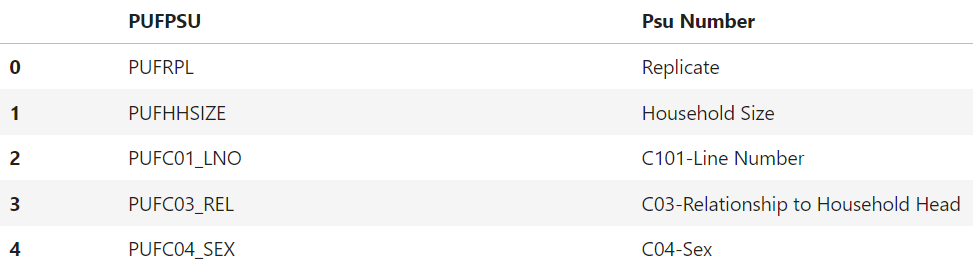 PUFPSU Psu Number
0 PUFRPL Replicate
1 PUFHHSIZE Household Size
2 PUFC01_LNO C101-Line Number
3 PUFC03_REL C03-Relationship to Household Head
4 PUFC04_SEX C04-Sex